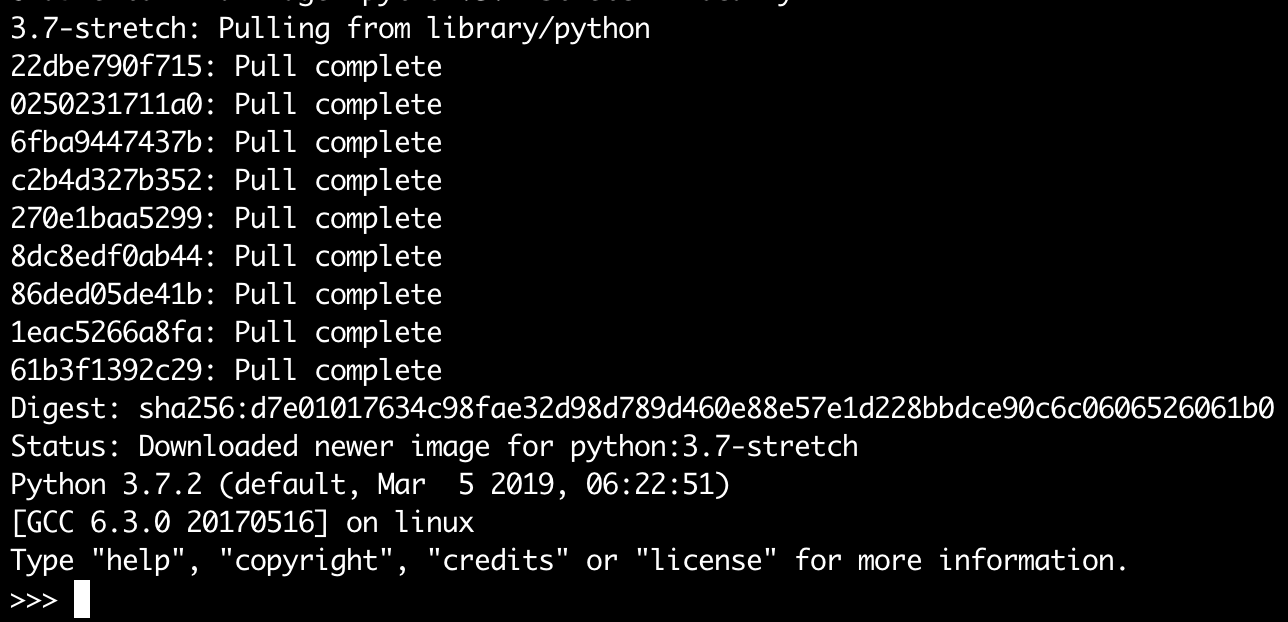 3.7-stretch: Pulling from library/python
22dbe790f715: Pull complete
0250231711a0: Pull complete
6fba9447437b: Pull complete
c2b4d327b352: Pull complete
270e1baa5299: Pull complete
8dc8edf0ab44: Pull complete
86ded05de41b: Pull complete
1eac5266a8fa: Pull complete
61b3f1392c29: Pull complete
Digest: sha256:d7e01017634c98fae32d98d789d460e88e57e1d228bbdce90c6c0606526061b0
Status: Downloaded newer image for python:3.7-stretch
Python 3.7.2 (default, Mar  5 2019, 06:22:51)
[GCC 6.3.0 20170516] on linux
Type "help", "copyright", "credits" or "license" for more information.
>>>